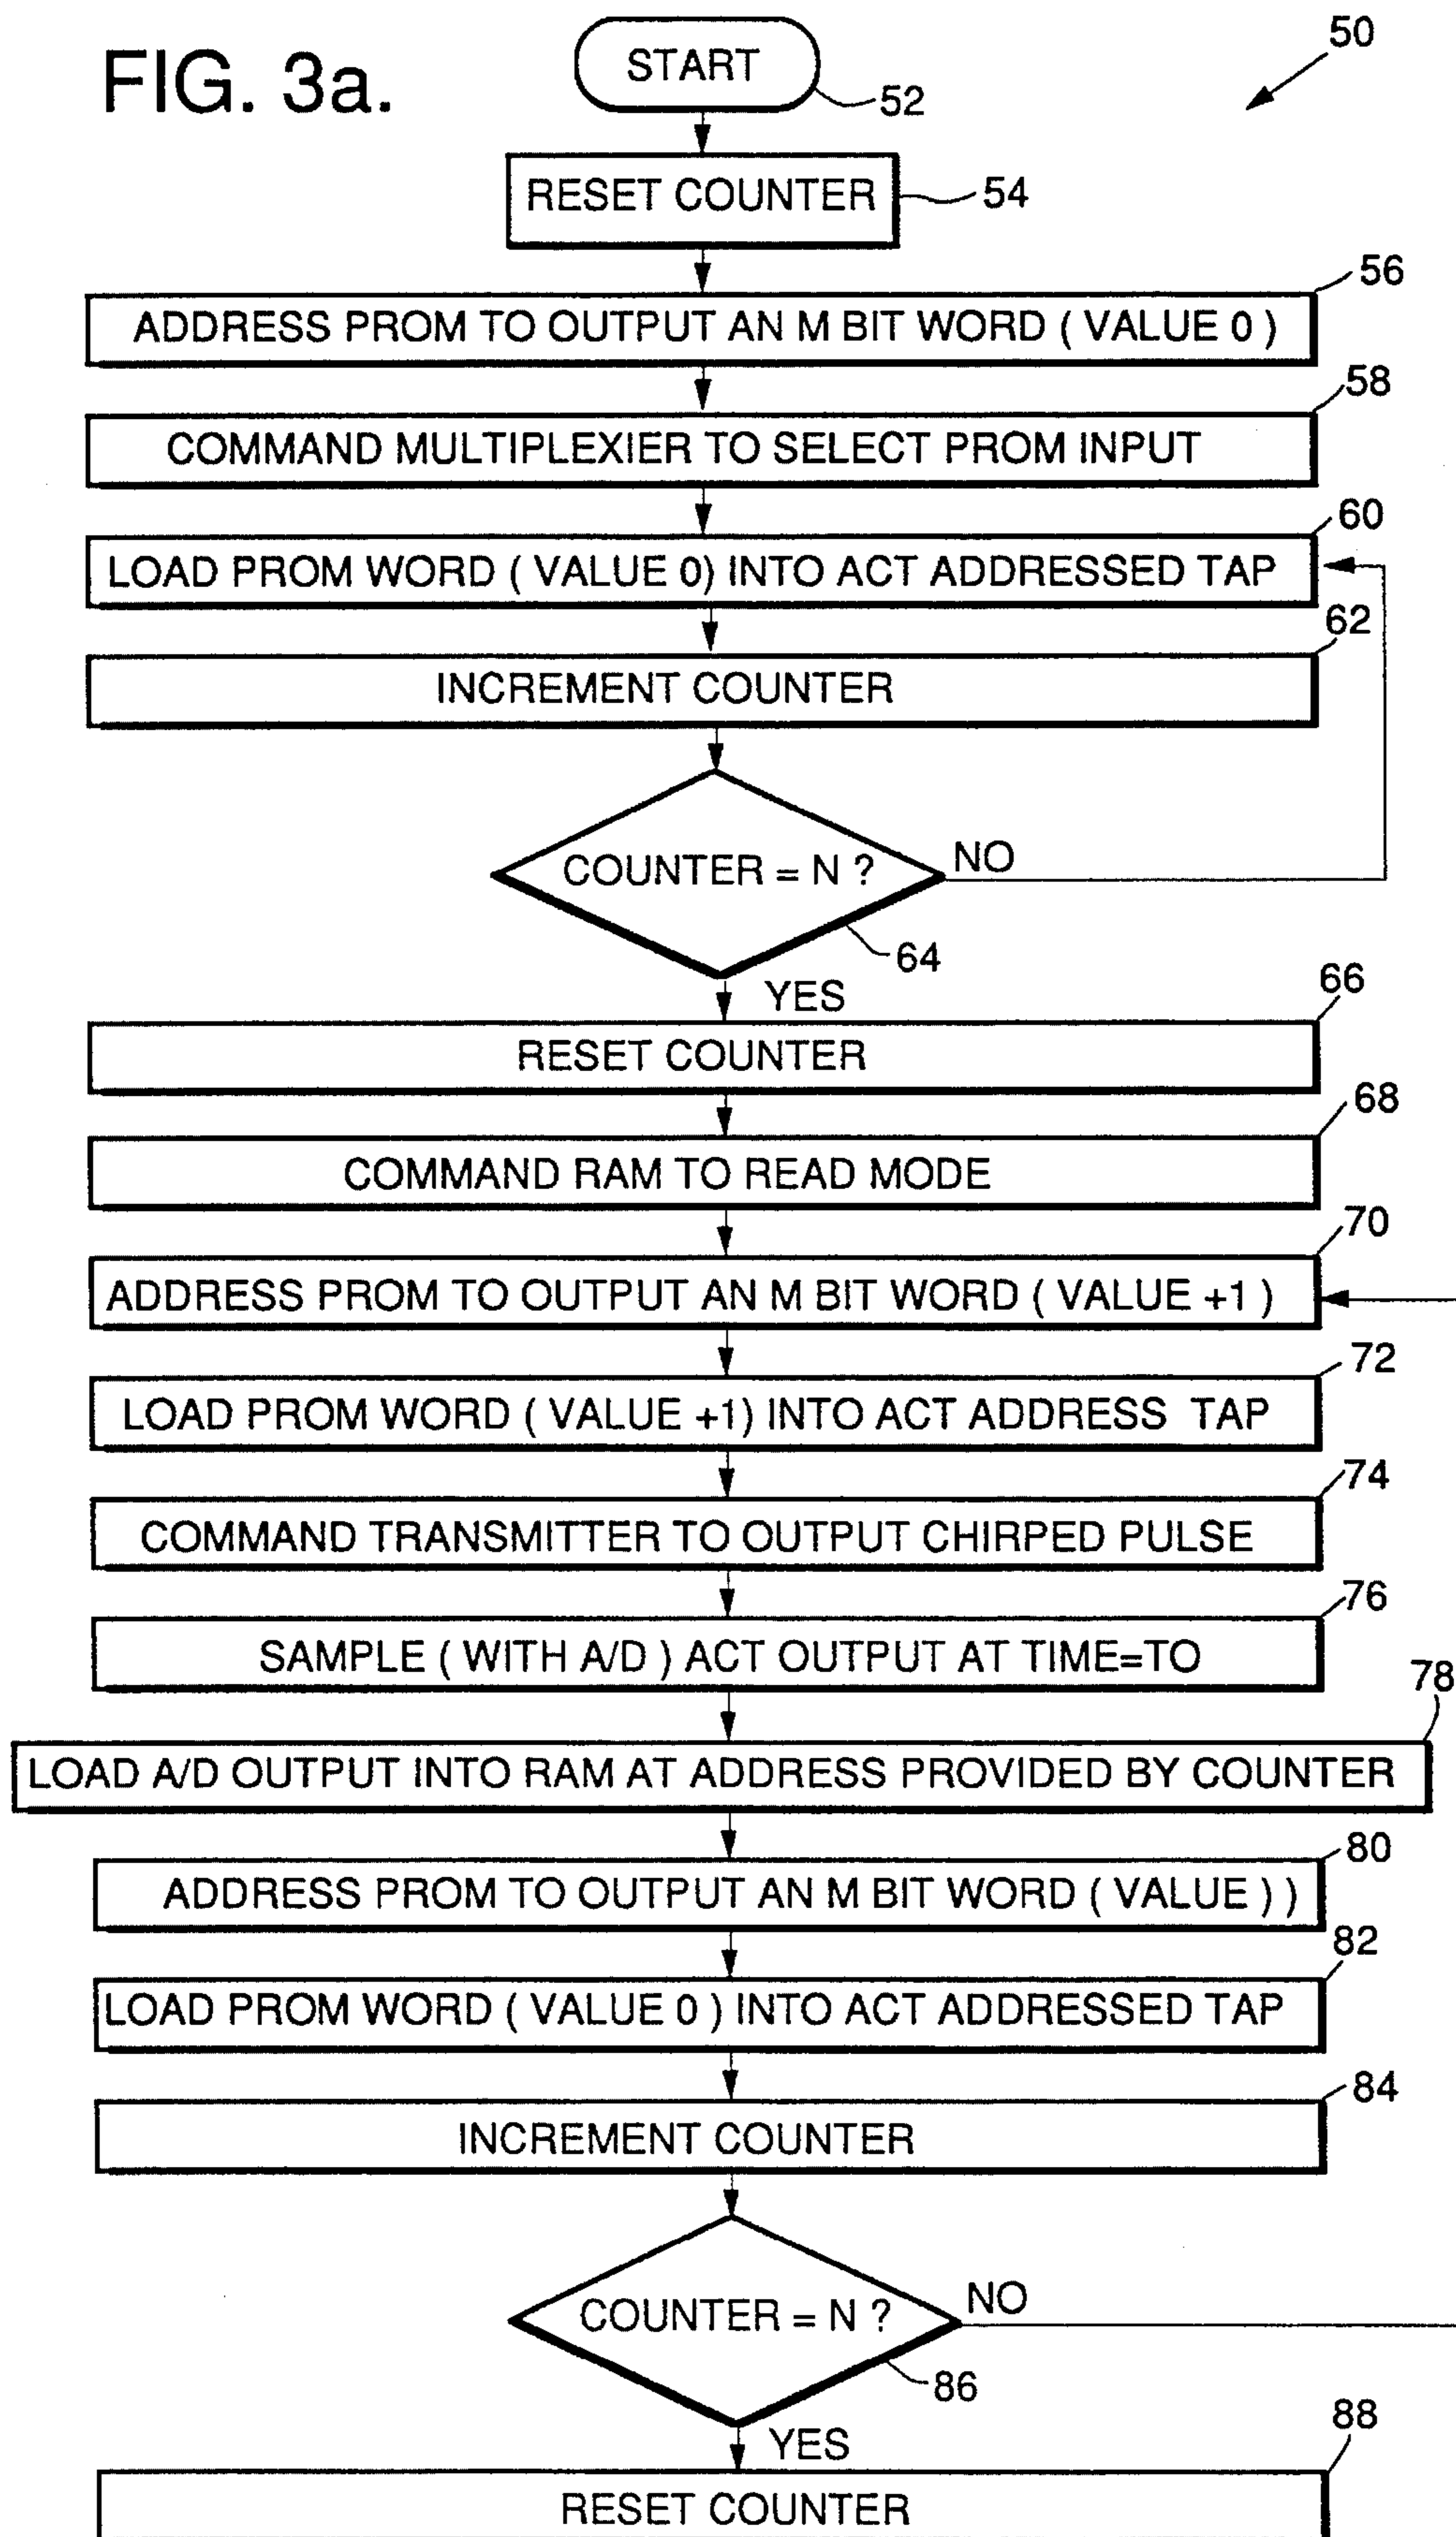 FIG. 3a.
50
START
52
RESET COUNTER
54
56
ADDRESS PROM TO OUTPUT AN M BIT WORD ( VALUE 0 )
58
COMMAND MULTIPLEXIER TO SELECT PROM INPUT
60
LOAD PROM WORD ( VALUE 0) INTO ACT ADDRESSED TAP
62
INCREMENT COUNTER
COUNTER = N ?
NO
64
YES
66
RESET COUNTER
68
COMMAND RAM TO READ MODE
70
ADDRESS PROM TO OUTPUT AN M BIT WORD ( VALUE +1 )
72
LOAD PROM WORD ( VALUE +1) INTO ACT ADDRESS TAP
74
COMMAND TRANSMITTER TO OUTPUT CHIRPED PULSE
76
SAMPLE ( WITH A/D ) ACT OUTPUT AT TIME=TO
78
LOAD A/D OUTPUT INTO RAM AT ADDRESS PROVIDED BY COUNTER
80
ADDRESS PROM TO OUTPUT AN M BIT WORD ( VALUE ) )
82
LOAD PROM WORD ( VALUE 0 ) INTO ACT ADDRESSED TAP
84
INCREMENT COUNTER
COUNTER = N ?
NO
86
YES
88
RESET COUNTER